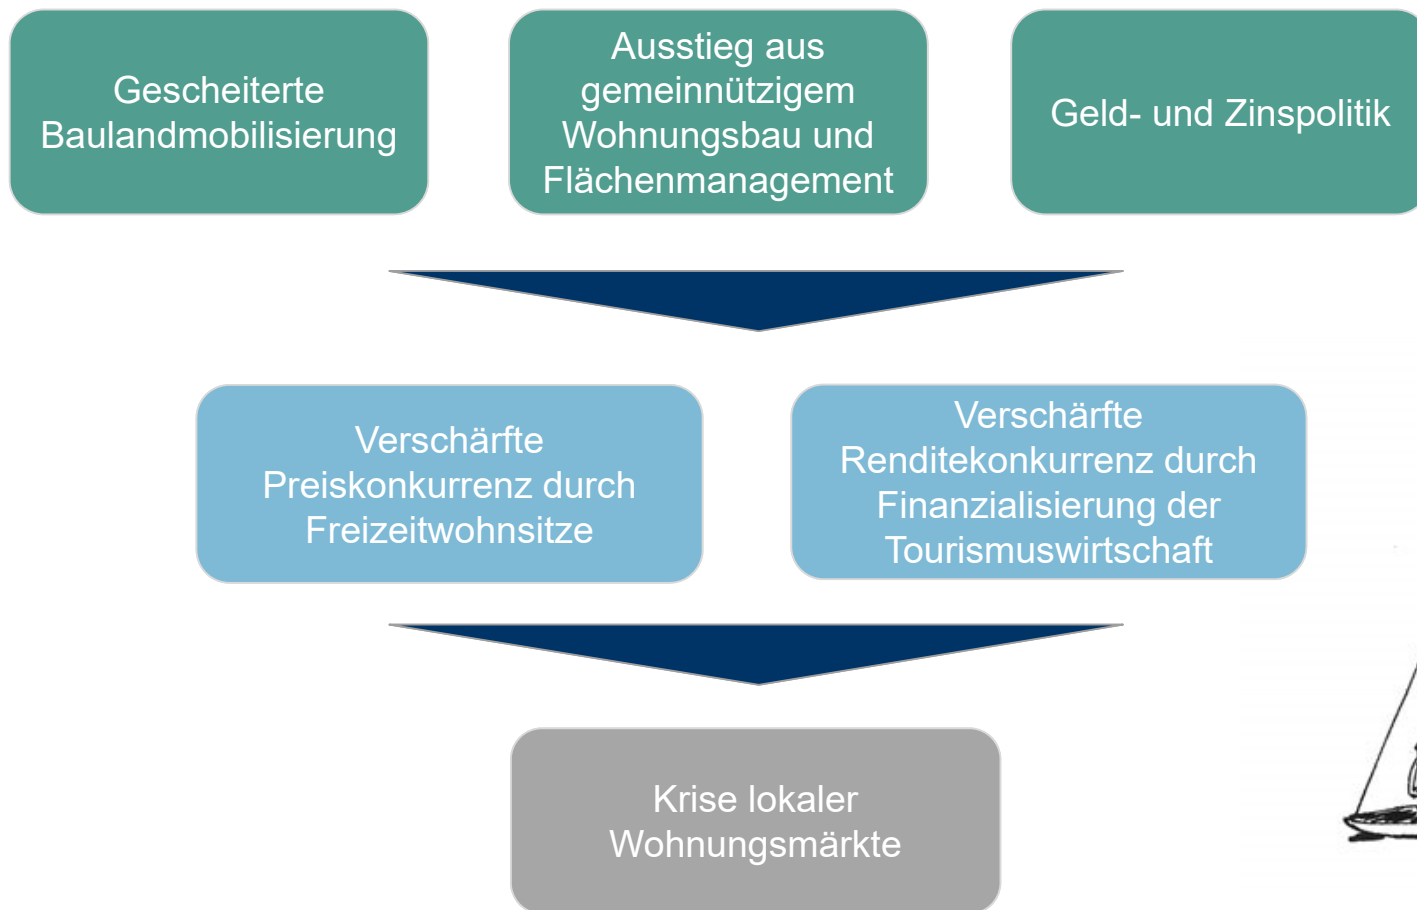 Gescheiterte
Baulandmobilisierung
Ausstieg aus
gemeinnützigem
Wohnungsbau und
Flächenmanagement
Geld- und Zinspolitik
Verschärfte
Preiskonkurrenz durch
Freizeitwohnsitze
Verschärfte
Renditekonkurrenz durch
Finanzialisierung der
Tourismuswirtschaft
Krise lokaler
Wohnungsmärkte